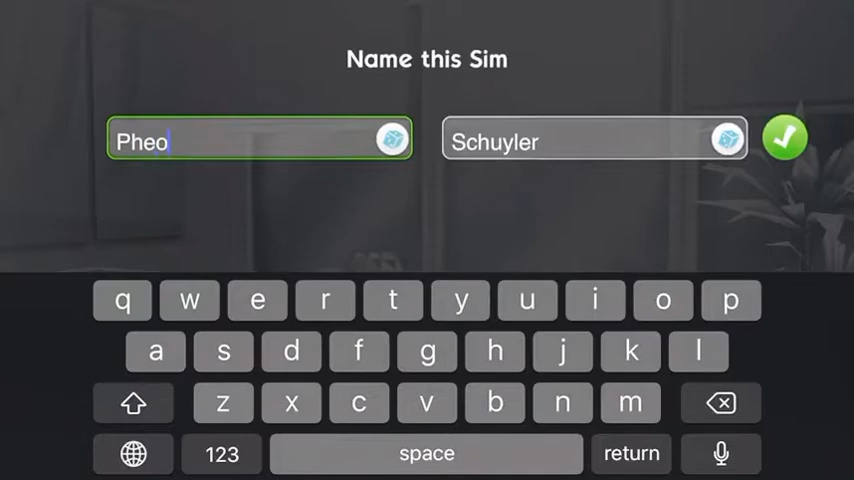 Name this Sim
Pheo Schuyler
q w e r t y u i o p
a s d f g h j k l
z x c v b n m
123 space return